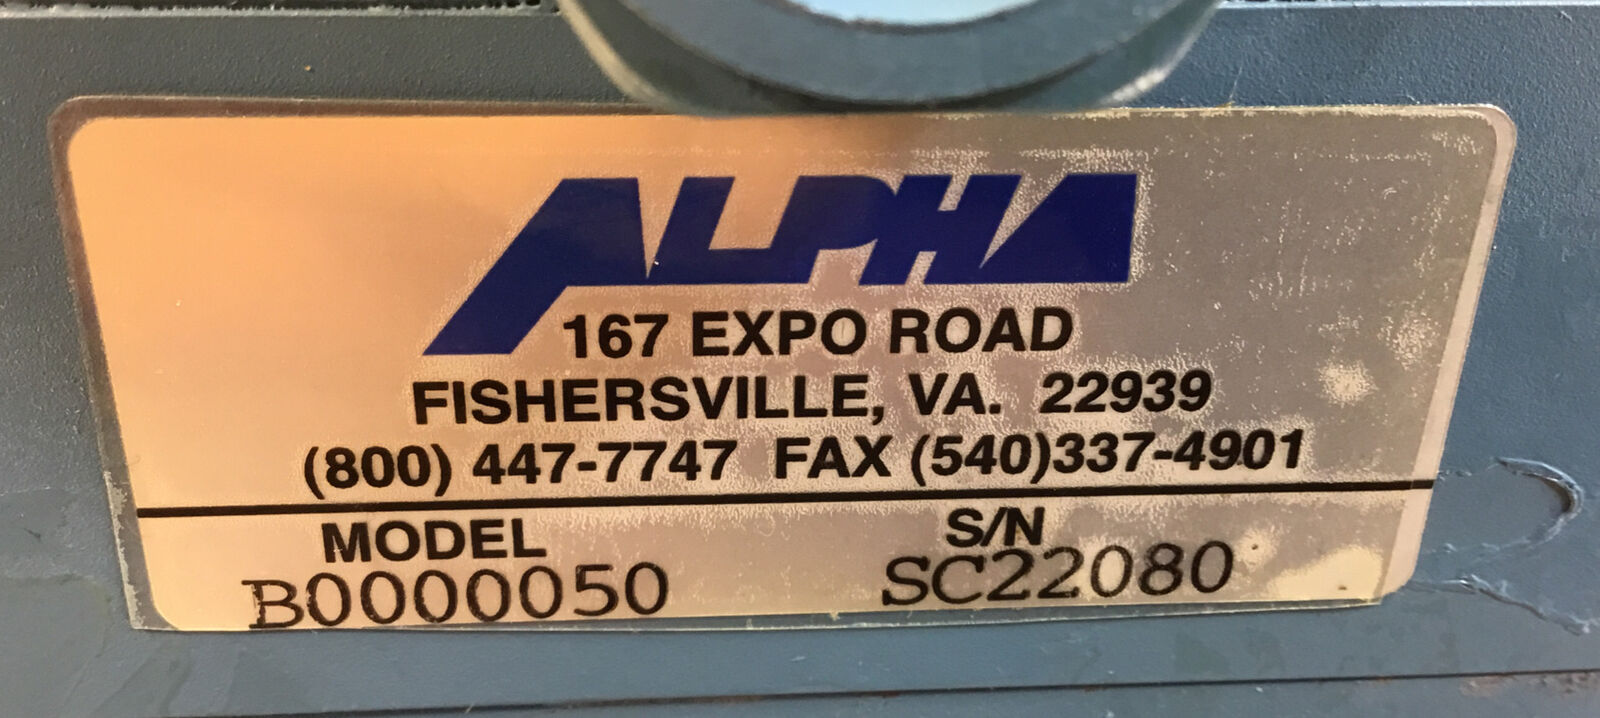 ALPHA
167 EXPO ROAD
FISHERSVILLE, VA. 22939
(800) 447-7747 FAX (540)337-4901
MODEL S/N
B0000050 SC22080